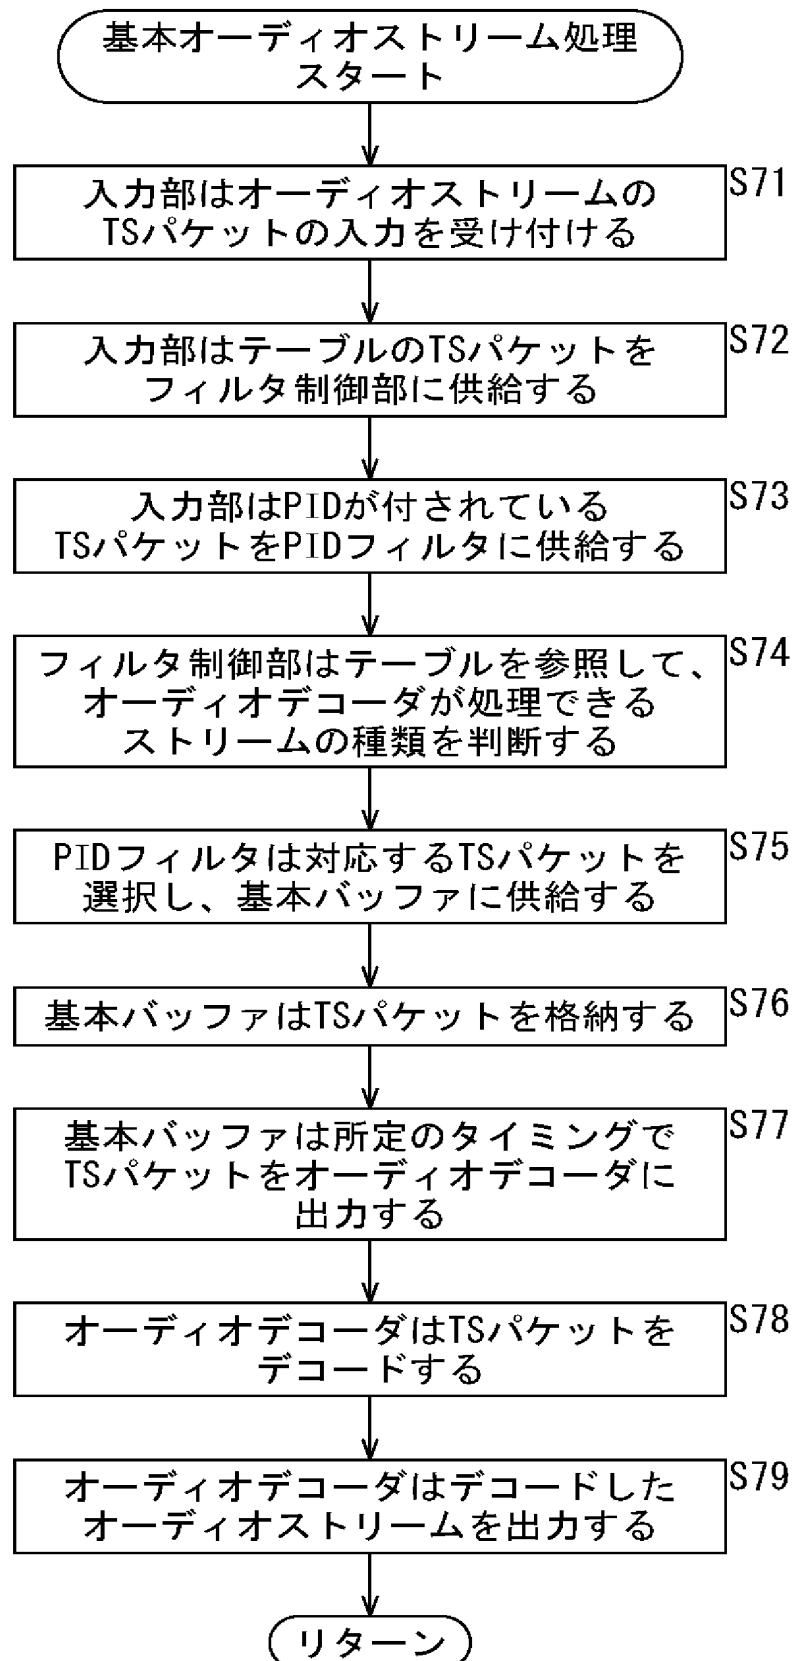 基本オーディオストリーム処理
スタート
S71
入力部はオーディオストリームの
TSパケットの入力を受け付ける
S72
入力部はテーブルのTSパケットを
フィルタ制御部に供給する
S73
入力部はPIDが付されている
TSパケットをPIDフィルタに供給する
S74
フィルタ制御部はテーブルを参照して、
オーディオデコーダが処理できる
ストリームの種類を判断する
S75
PIDフィルタは対応するTSパケットを
選択し、基本バッファに供給する
S76
基本バッファはTSパケットを格納する
S77
基本バッファは所定のタイミングで
TSパケットをオーディオデコーダに
出力する
S78
オーディオデコーダはTSパケットを
デコードする
S79
オーディオデコーダはデコードした
オーディオストリームを出力する
リターン